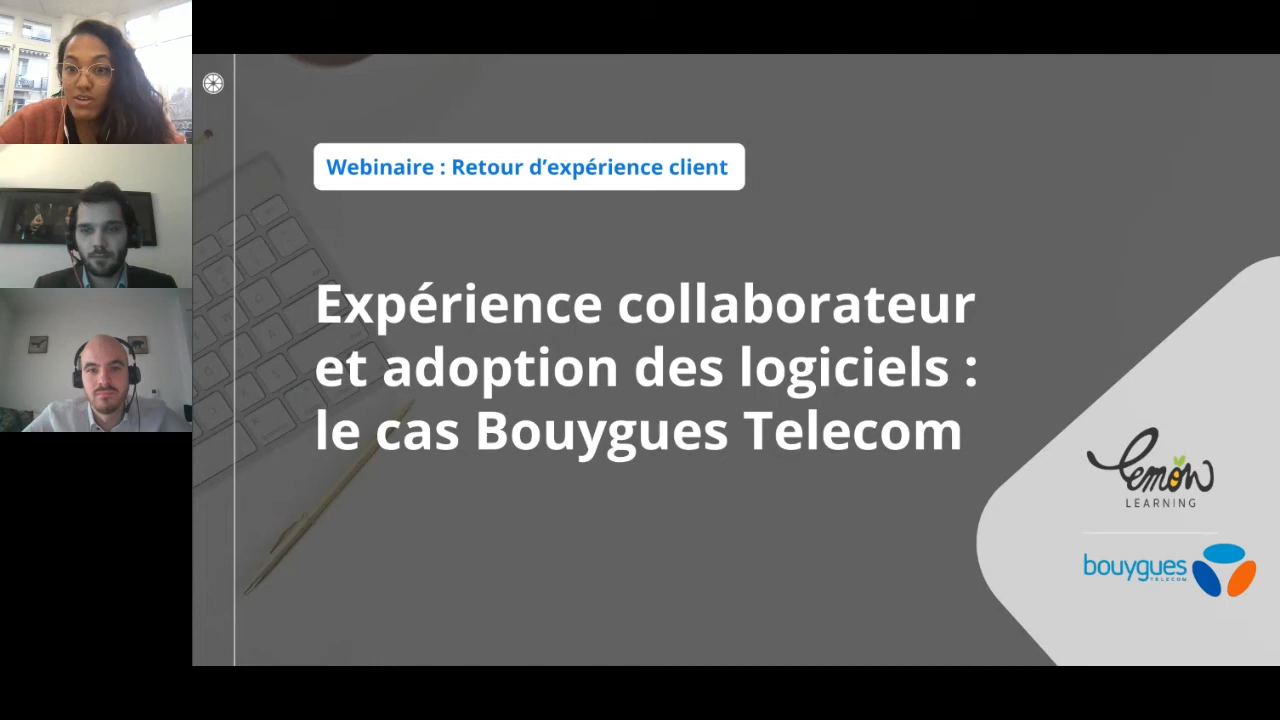 Webinaire : Retour d'expérience client
Expérience collaborateur
et adoption des logiciels :
le cas Bouygues Telecom
Lemon
LEARNING
bouygues
TELECOM